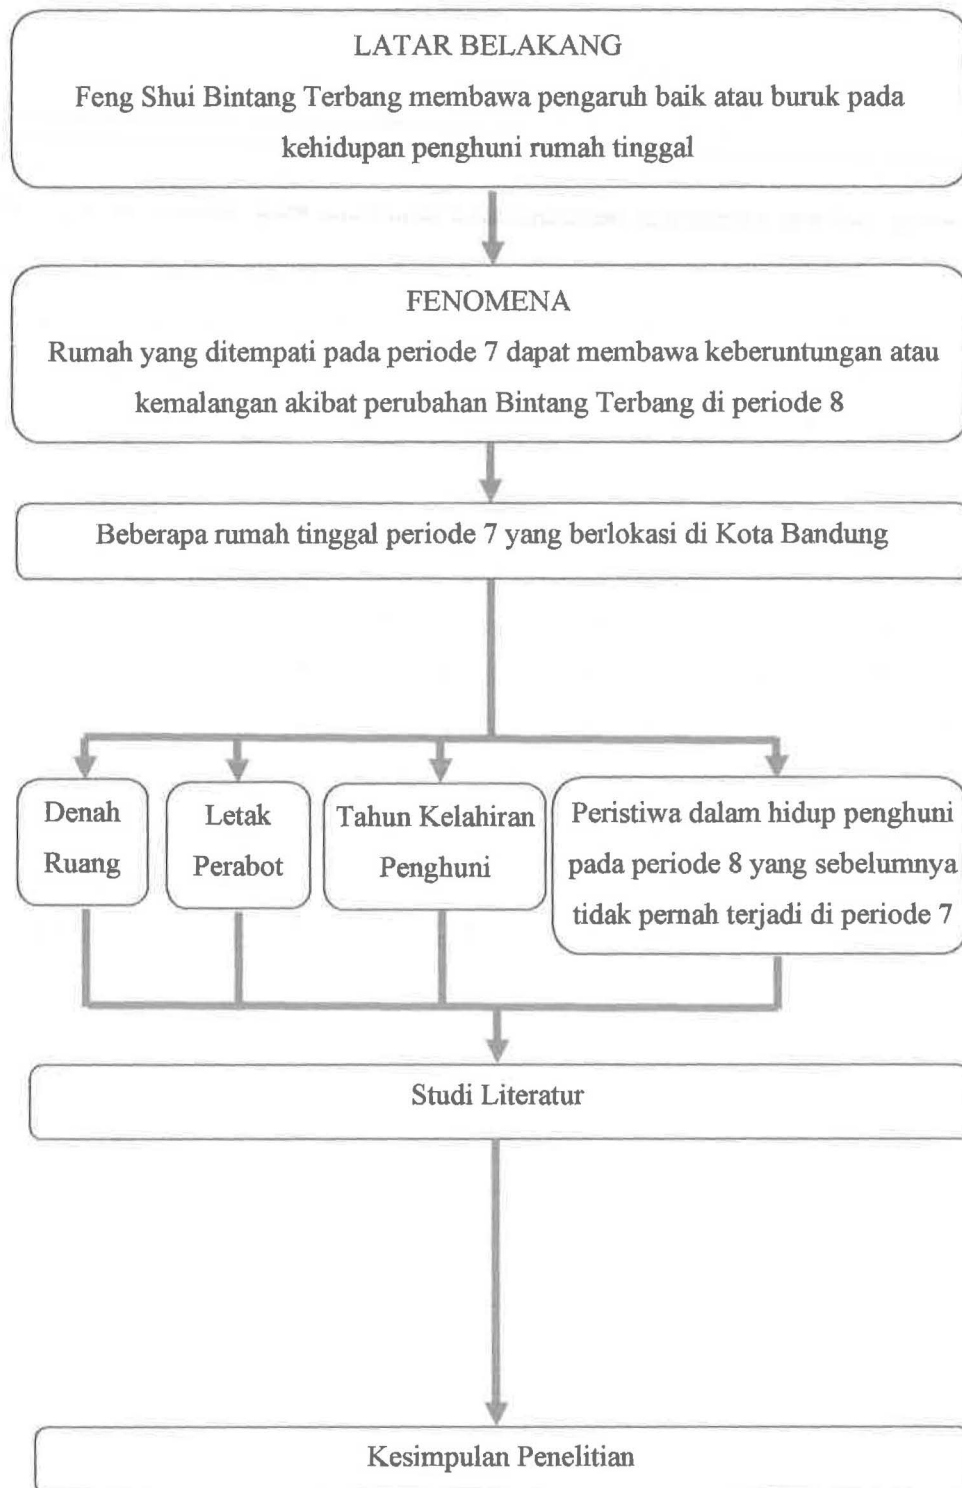 LATAR BELAKANG
Feng Shui Bintang Terbang membawa pengaruh baik atau buruk pada
kehidupan penghuni rumah tinggal
FENOMENA
Rumah yang ditempati pada periode 7 dapat membawa keberuntungan atau
kemalangan akibat perubahan Bintang Terbang di periode 8
Beberapa rumah tinggal periode 7 yang berlokasi di Kota Bandung
Denah
Ruang
Letak
Perabot
Tahun Kelahiran
Penghuni
Peristiwa dalam hidup penghuni
pada periode 8 yang sebelumnya
tidak pernah terjadi di periode 7
Studi Literatur
Kesimpulan Penelitian